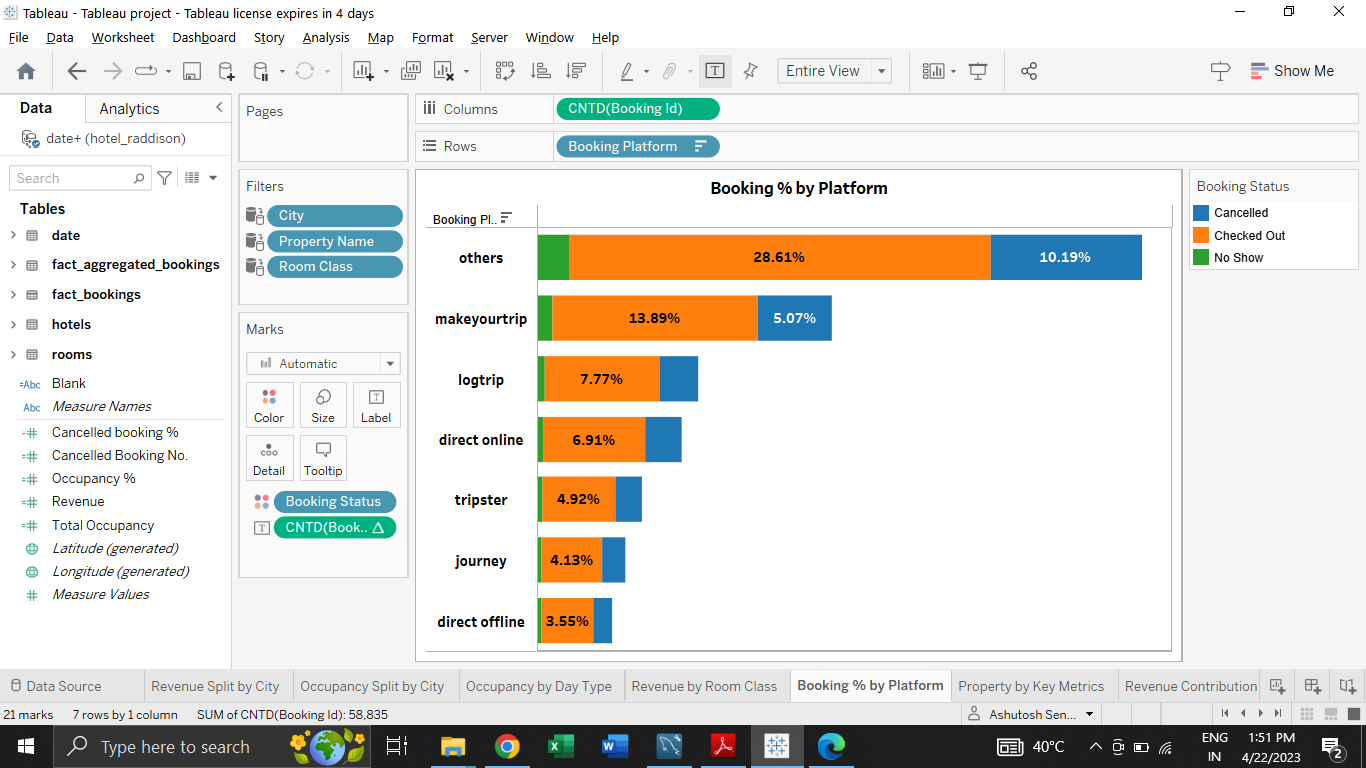 Tableau - Tableau project - Tableau license expires in 4 days
File Data Worksheet Dashboard Story Analysis Map Format Server Window Help
Entire View
Show Me
Data Analytics
date+ (hotel_raddison)
Search
Tables
date
fact_aggregated_bookings
fact_bookings
hotels
rooms
=Abc Blank
Abc Measure Names
=# Cancelled booking %
=# Cancelled Booking No.
=# Occupancy %
=# Revenue
=# Total Occupancy
Latitude (generated)
Longitude (generated)
# Measure Values
Pages
Filters
City
Property Name
Room Class
Marks
Automatic
Color Size Label
Detail Tooltip
Booking Status
CNTD(Book..
Columns CNTD(Booking Id)
Rows Booking Platform
Booking % by Platform
Booking Pl..
others 28.61% 10.19%
makeyourtrip 13.89% 5.07%
logtrip 7.77%
direct online 6.91%
tripster 4.92%
journey 4.13%
direct offline 3.55%
Booking Status
Cancelled
Checked Out
No Show
Data Source Revenue Split by City Occupancy Split by City Occupancy by Day Type Revenue by Room Class Booking % by Platform Property by Key Metrics Revenue Contribution
21 marks 7 rows by 1 column SUM of CNTD(Booking Id): 58,835 Ashutosh Sen...
Type here to search
40°C
ENG
IN
1:51 PM
4/22/2023
2